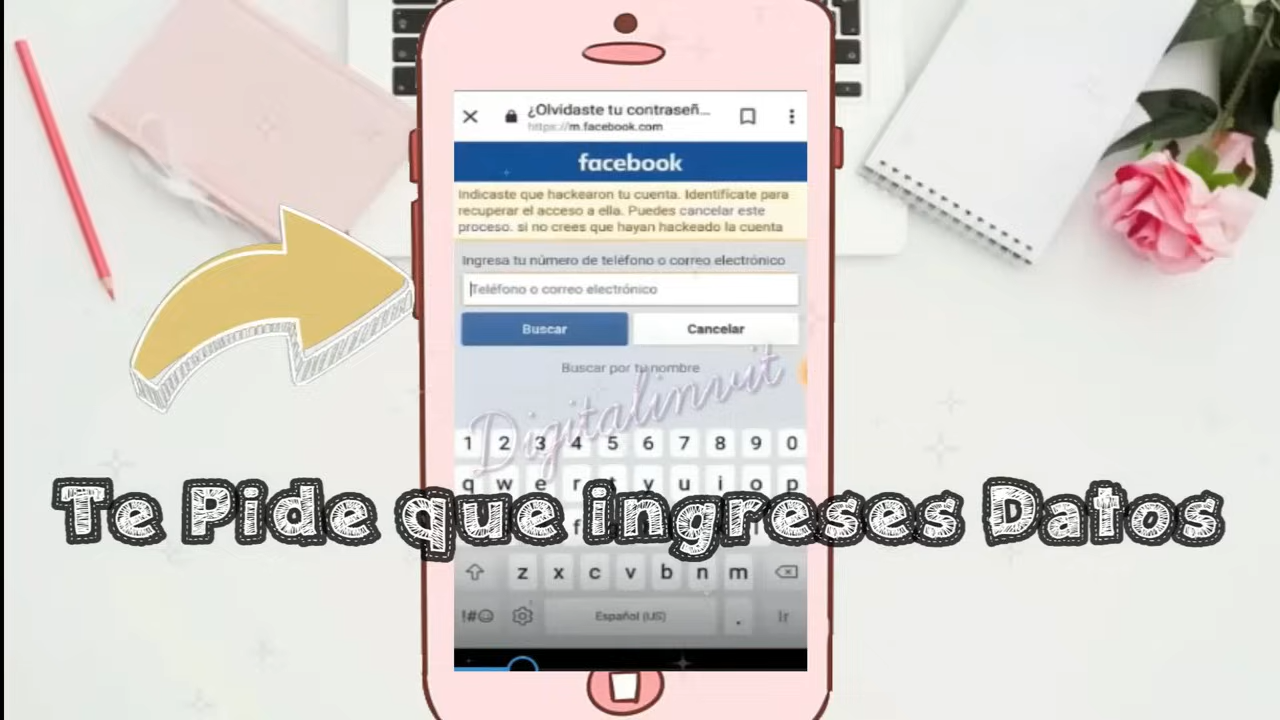 ¿Olvidaste tu contraseñ...
https://m.facebook.com
facebook
Indicaste que hackearon tu cuenta. Identifícate para
recuperar el acceso a ella. Puedes cancelar este
proceso. si no crees que hayan hackeado la cuenta
Ingresa tu número de teléfono o correo electrónico
Teléfono o correo electrónico
Buscar Cancelar
Buscar por tu nombre
Digitalinvit
1 2 3 4 5 6 7 8 9 0
q w e r t y u i o p
Te Pide que ingreses Datos
z x c v b n m
!#☺ Español (US) . Ir